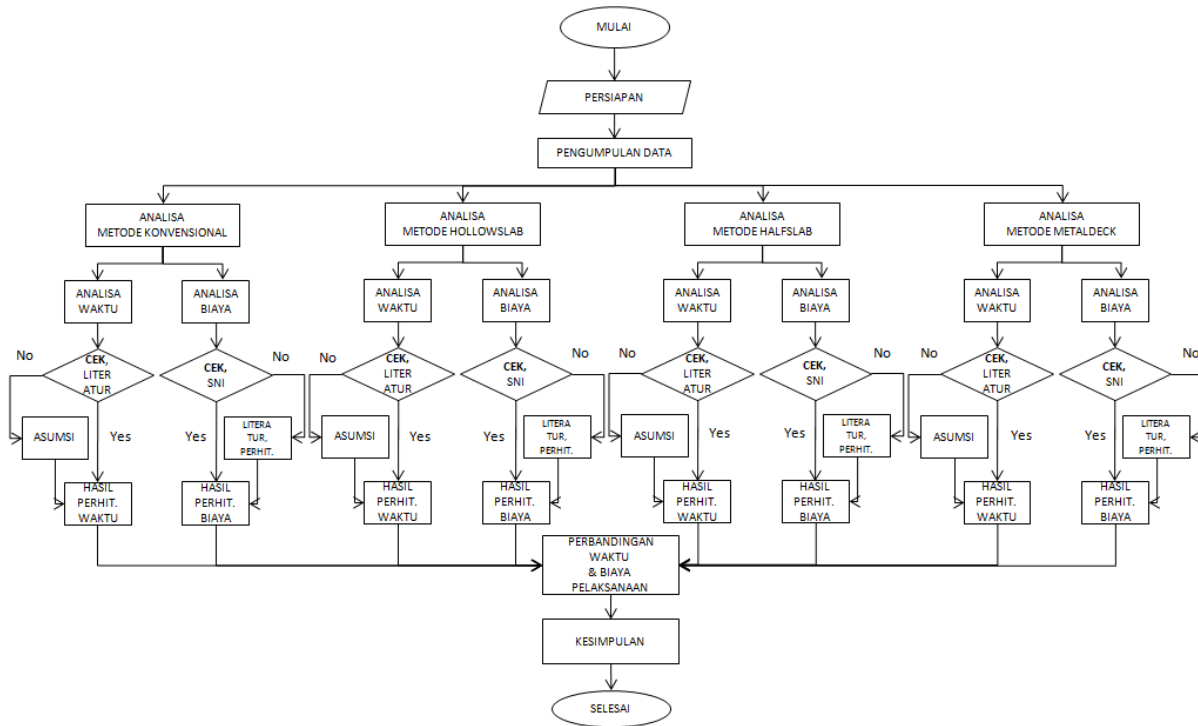 MULAI
PERSIAPAN
PENGUMPULAN DATA
ANALISA
METODE KONVENSIONAL
ANALISA
METODE HOLLOWSLAB
ANALISA
METODE HALFSLAB
ANALISA
METODE METALDECK
ANALISA
WAKTU
ANALISA
BIAYA
ANALISA
WAKTU
ANALISA
BIAYA
ANALISA
WAKTU
ANALISA
BIAYA
ANALISA
WAKTU
ANALISA
BIAYA
No
CEK,
LITER
ATUR
CEK,
SNI
No
No
CEK,
LITER
ATUR
CEK,
SNI
No
No
CEK,
LITER
ATUR
CEK,
SNI
No
No
CEK,
LITER
ATUR
CEK,
SNI
No
ASUMSI
Yes
Yes
LITERA
TUR,
PERHIT.
ASUMSI
Yes
Yes
LITERA
TUR,
PERHIT.
ASUMSI
Yes
Yes
LITERA
TUR,
PERHIT.
ASUMSI
Yes
Yes
LITERA
TUR,
PERHIT.
HASIL
PERHIT.
WAKTU
HASIL
PERHIT.
BIAYA
HASIL
PERHIT.
WAKTU
HASIL
PERHIT.
BIAYA
HASIL
PERHIT.
WAKTU
HASIL
PERHIT.
BIAYA
HASIL
PERHIT.
WAKTU
HASIL
PERHIT.
BIAYA
PERBANDINGAN
WAKTU
& BIAYA
PELAKSANAAN
KESIMPULAN
SELESAI